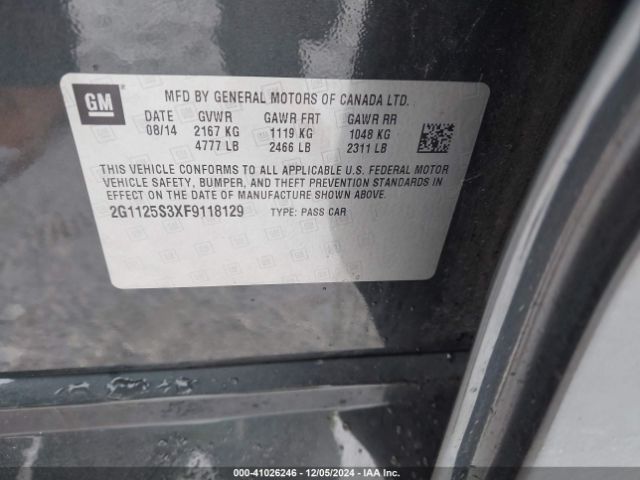 GM
MFD BY GENERAL MOTORS OF CANADA LTD.
DATE GVWR GAWR FRT GAWR RR
08/14 2167 KG 1119 KG 1048 KG
4777 LB 2466 LB 2311 LB
THIS VEHICLE CONFORMS TO ALL APPLICABLE U.S. FEDERAL MOTOR
VEHICLE SAFETY, BUMPER, AND THEFT PREVENTION STANDARDS IN
EFFECT ON THE DATE OF MANUFACTURE SHOWN ABOVE.
2G1125S3XF9118129 TYPE: PASS CAR
000-41026246 - 12/05/2024 - IAA Inc.